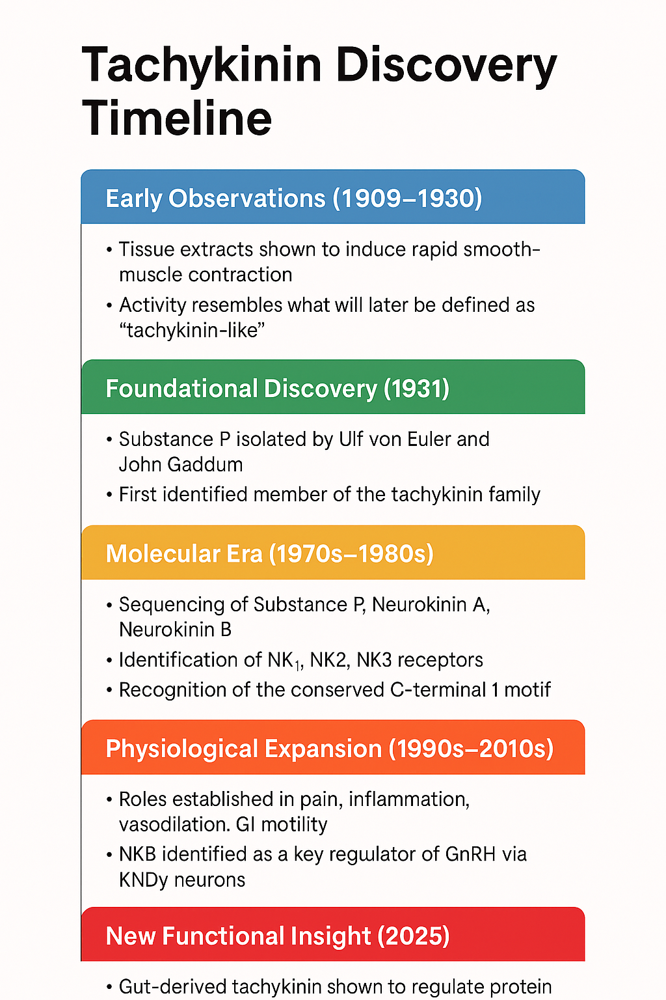 Tachykinin Discovery
Timeline
Early Observations (1909–1930)
• Tissue extracts shown to induce rapid smooth-
muscle contraction
• Activity resembles what will later be defined as
“tachykinin-like”
Foundational Discovery (1931)
• Substance P isolated by Ulf von Euler and
John Gaddum
• First identified member of the tachykinin family
Molecular Era (1970s–1980s)
• Sequencing of Substance P, Neurokinin A,
Neurokinin B
• Identification of NK₁, NK2, NK3 receptors
• Recognition of the conserved C-terminal 1 motif
Physiological Expansion (1990s–2010s)
• Roles established in pain, inflammation,
vasodilation. GI motility
• NKB identified as a key regulator of GnRH via
KNDy neurons
New Functional Insight (2025)
• Gut-derived tachykinin shown to regulate protein